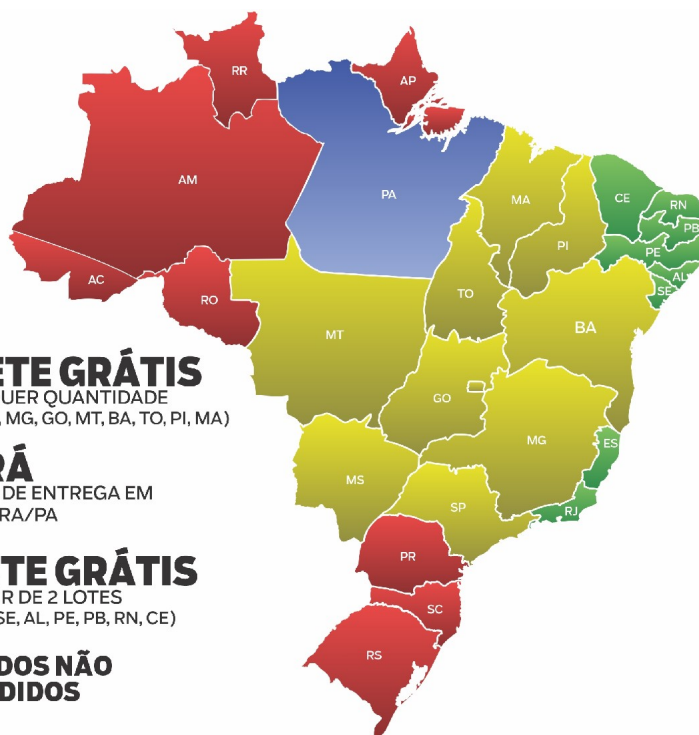 RR
AP
AM
PA
MA
CE
RN
PB
PI
PE
AL
SE
AC
RO
TO
BA
MT
GO
MG
ES
MS
SP
RJ
PR
SC
RS
ETE GRÁTIS
UER QUANTIDADE
, MG, GO, MT, BA, TO, PI, MA)
RÁ
DE ENTREGA EM
RA/PA
TE GRÁTIS
R DE 2 LOTES
SE, AL, PE, PB, RN, CE)
DOS NÃO
DIDOS